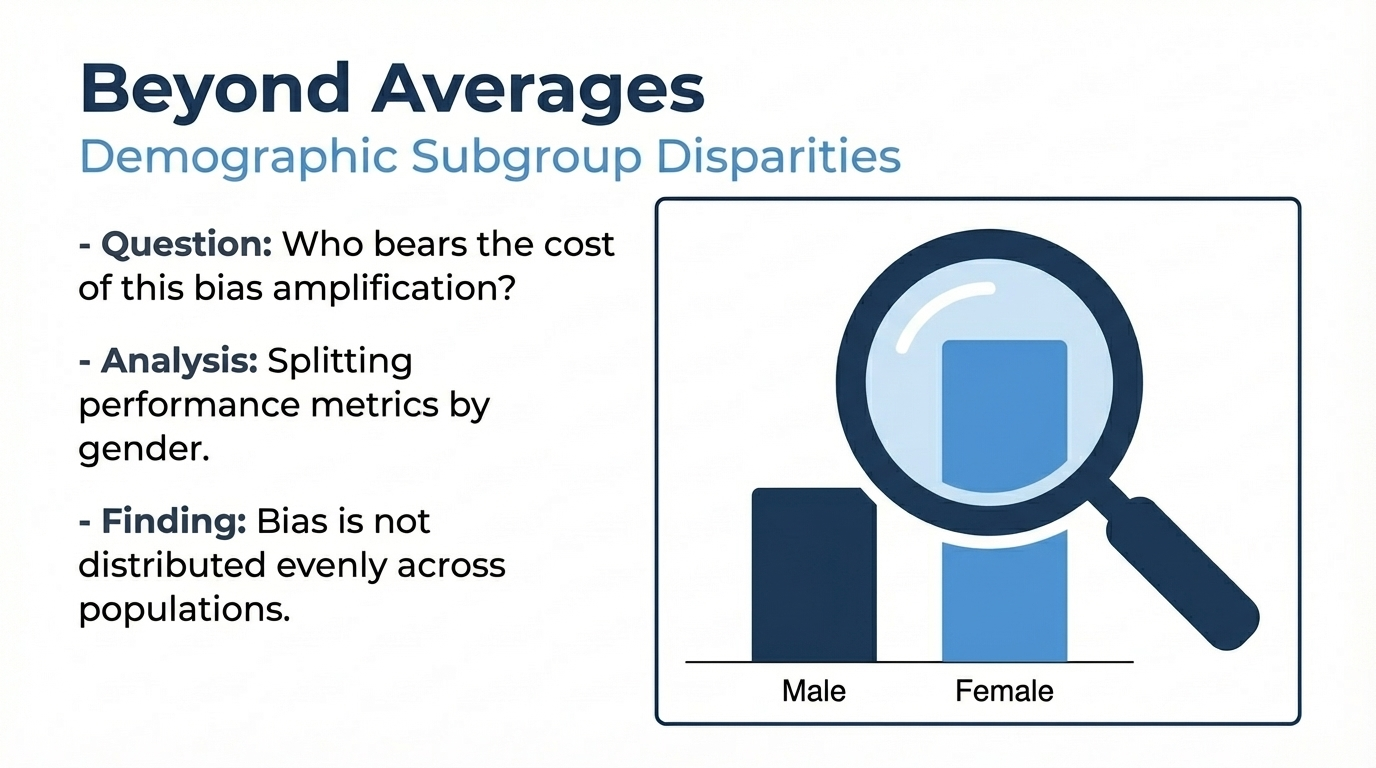 Beyond Averages
Demographic Subgroup Disparities
- Question: Who bears the cost
of this bias amplification?
- Analysis: Splitting
performance metrics by
gender.
- Finding: Bias is not
distributed evenly across
populations.
Male
Female